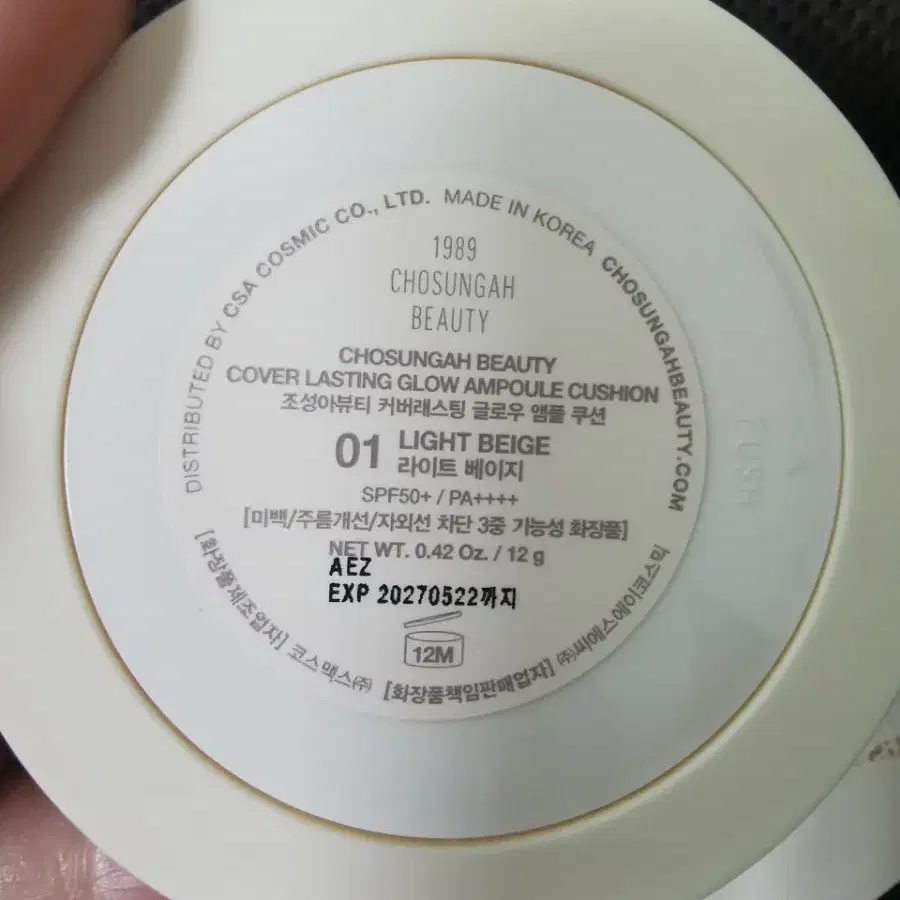 DISTRIBUTED BY CSA COSMIC CO., LTD. MADE IN KOREA CHOSUNGAHBEAUTY.COM
1989
CHOSUNGAH
BEAUTY
CHOSUNGAH BEAUTY
COVER LASTING GLOW AMPOULE CUSHION
조성아뷰티 커버래스팅 글로우 앰플 쿠션
01 LIGHT BEIGE
라이트 베이지
SPF50+ / PA++++
[미백/주름개선/자외선 차단 3중 기능성 화장품]
NET WT. 0.42 Oz. / 12 g
AEZ
EXP 20270522까지
12M
[화장품제조업자] 코스맥스㈜ [화장품책임판매업자] ㈜씨에스에이코스믹
PUSH